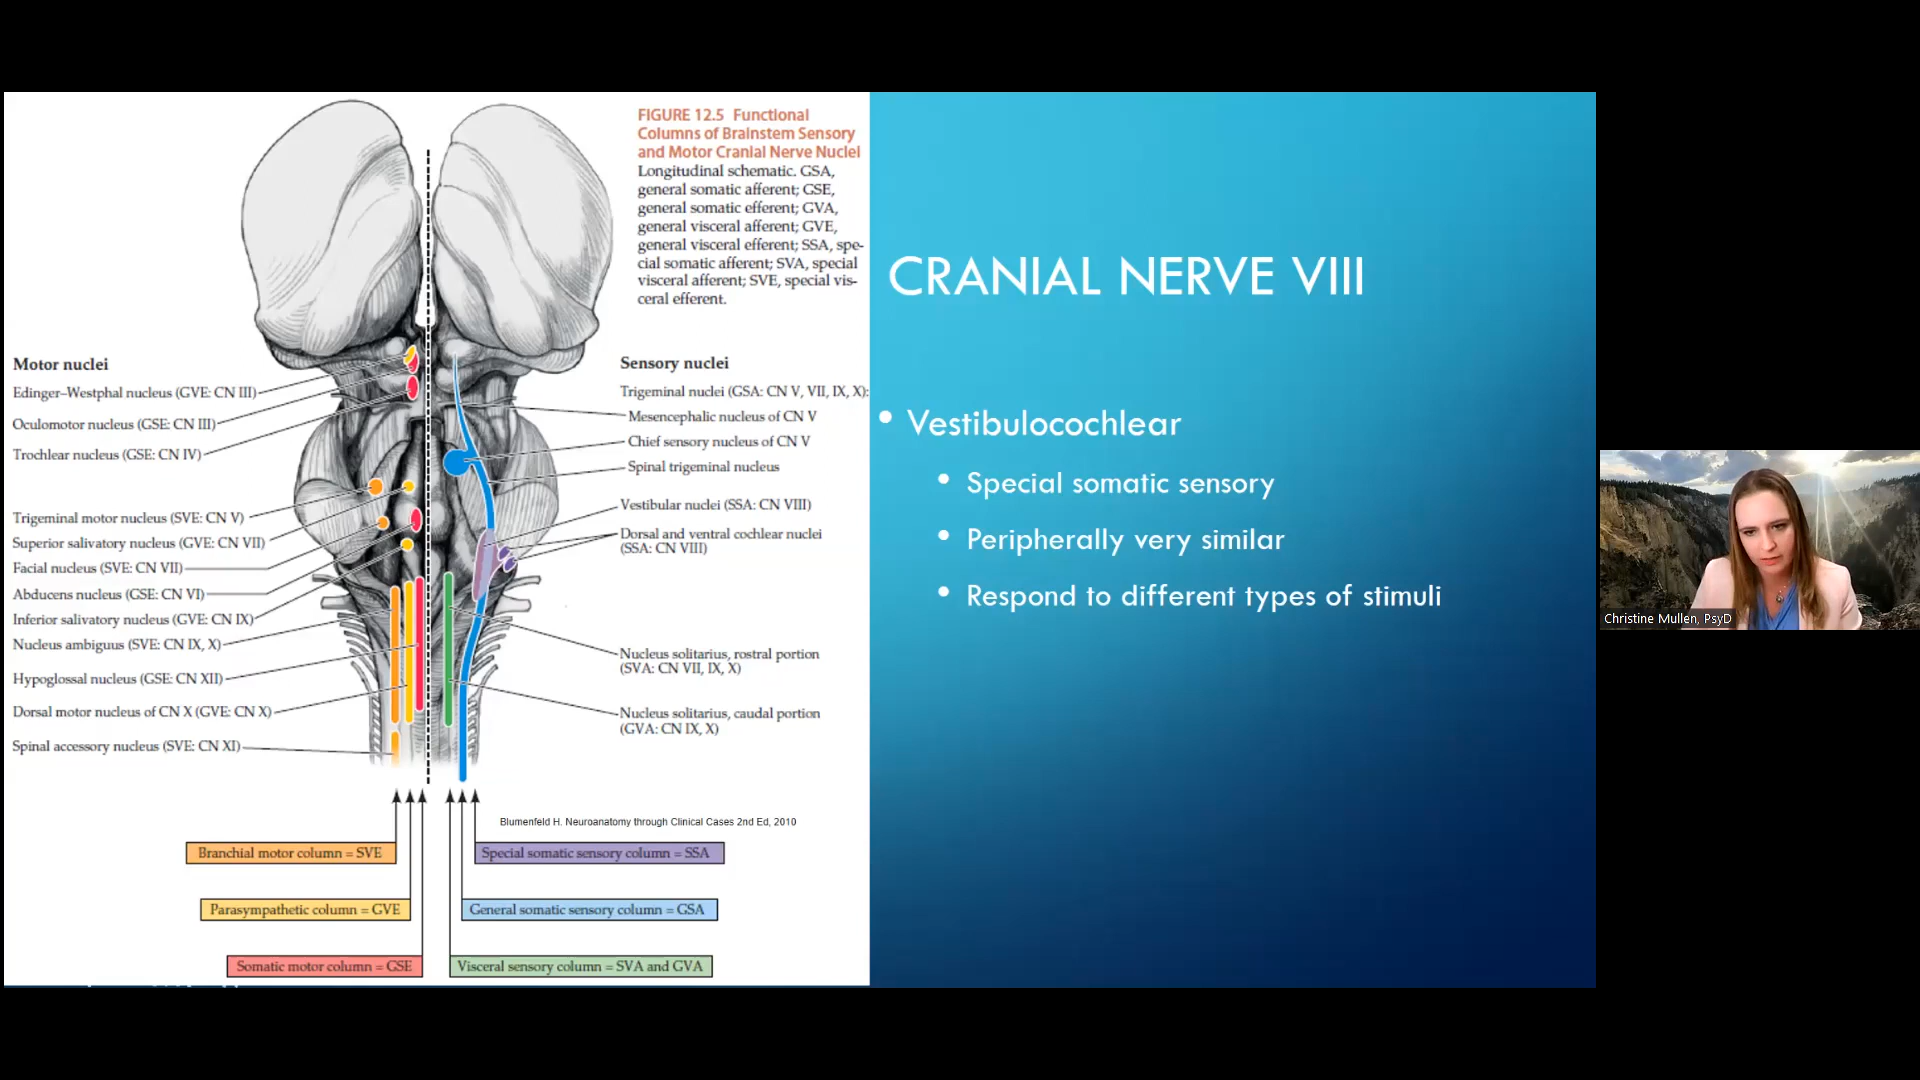 FIGURE 12.5 Functional
Columns of Brainstem Sensory
and Motor Cranial Nerve Nuclei
Longitudinal schematic. GSA,
general somatic afferent; GSE,
general somatic efferent; GVA,
general visceral afferent; GVE,
general visceral efferent; SSA, spe-
cial somatic afferent; SVA, special
visceral afferent; SVE, special vis-
ceral efferent.
Motor nuclei
Edinger–Westphal nucleus (GVE: CN III)
Oculomotor nucleus (GSE: CN III)
Trochlear nucleus (GSE: CN IV)
Trigeminal motor nucleus (SVE: CN V)
Superior salivatory nucleus (GVE: CN VII)
Facial nucleus (SVE: CN VII)
Abducens nucleus (GSE: CN VI)
Inferior salivatory nucleus (GVE: CN IX)
Nucleus ambiguus (SVE: CN IX, X)
Hypoglossal nucleus (GSE: CN XII)
Dorsal motor nucleus of CN X (GVE: CN X)
Spinal accessory nucleus (SVE: CN XI)
Sensory nuclei
Trigeminal nuclei (GSA: CN V, VII, IX, X):
Mesencephalic nucleus of CN V
Chief sensory nucleus of CN V
Spinal trigeminal nucleus
Vestibular nuclei (SSA: CN VIII)
Dorsal and ventral cochlear nuclei
(SSA: CN VIII)
Nucleus solitarius, rostral portion
(SVA: CN VII, IX, X)
Nucleus solitarius, caudal portion
(GVA: CN IX, X)
Blumenfeld H. Neuroanatomy through Clinical Cases 2nd Ed, 2010
Branchial motor column = SVE
Parasympathetic column = GVE
Somatic motor column = GSE
Special somatic sensory column = SSA
General somatic sensory column = GSA
Visceral sensory column = SVA and GVA
CRANIAL NERVE VIII
• Vestibulocochlear
• Special somatic sensory
• Peripherally very similar
• Respond to different types of stimuli
Christine Mullen, PsyD